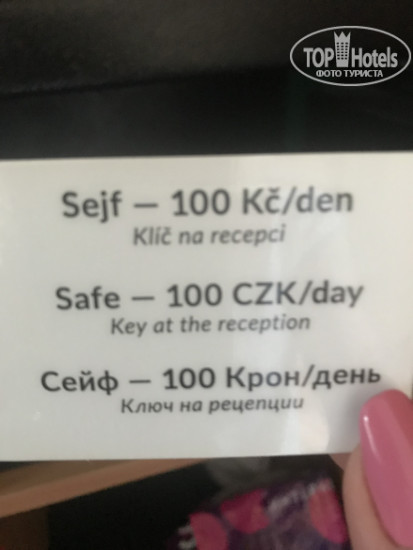 TOP Hotels
ФОТО ТУРИСТА
Sejf — 100 Kč/den
Klíč na recepci
Safe — 100 CZK/day
Key at the reception
Сейф — 100 Крон/день
Ключ на рецепции